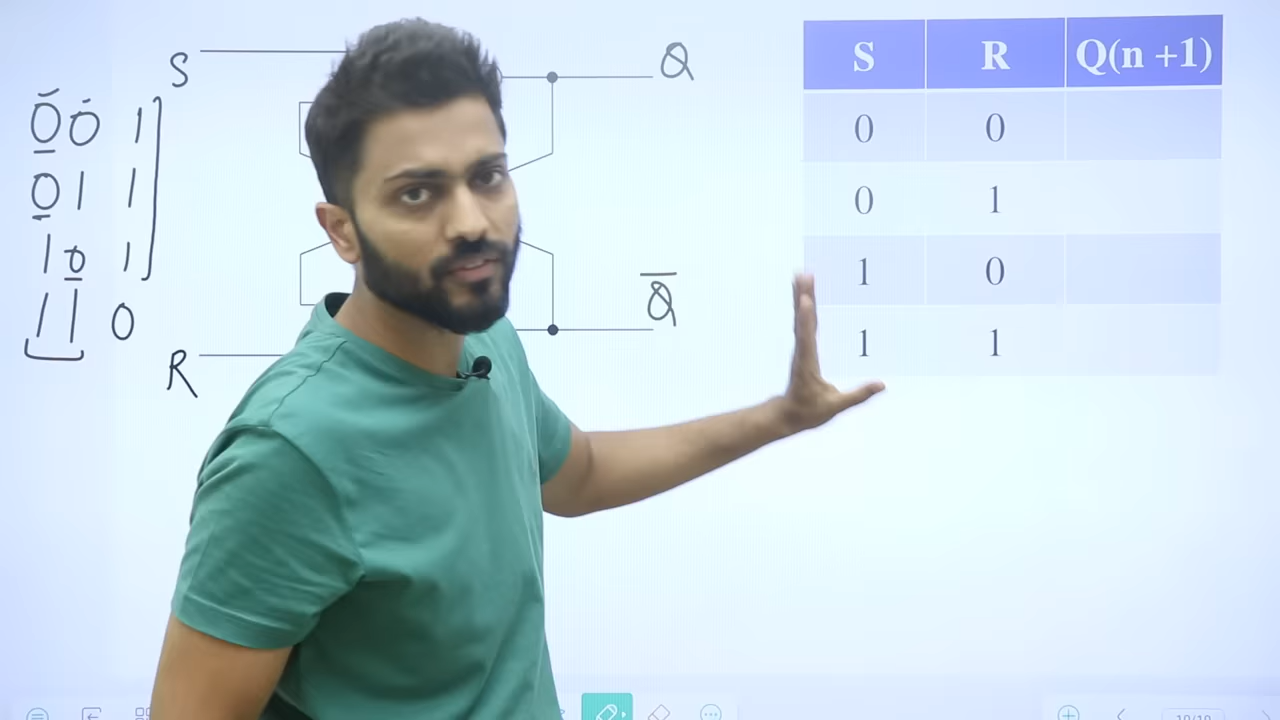 S
Q
0 0 1
0 1 1
1 0 1
1 1 0
R
Q̅
S R Q(n +1)
0 0
0 1
1 0
1 1